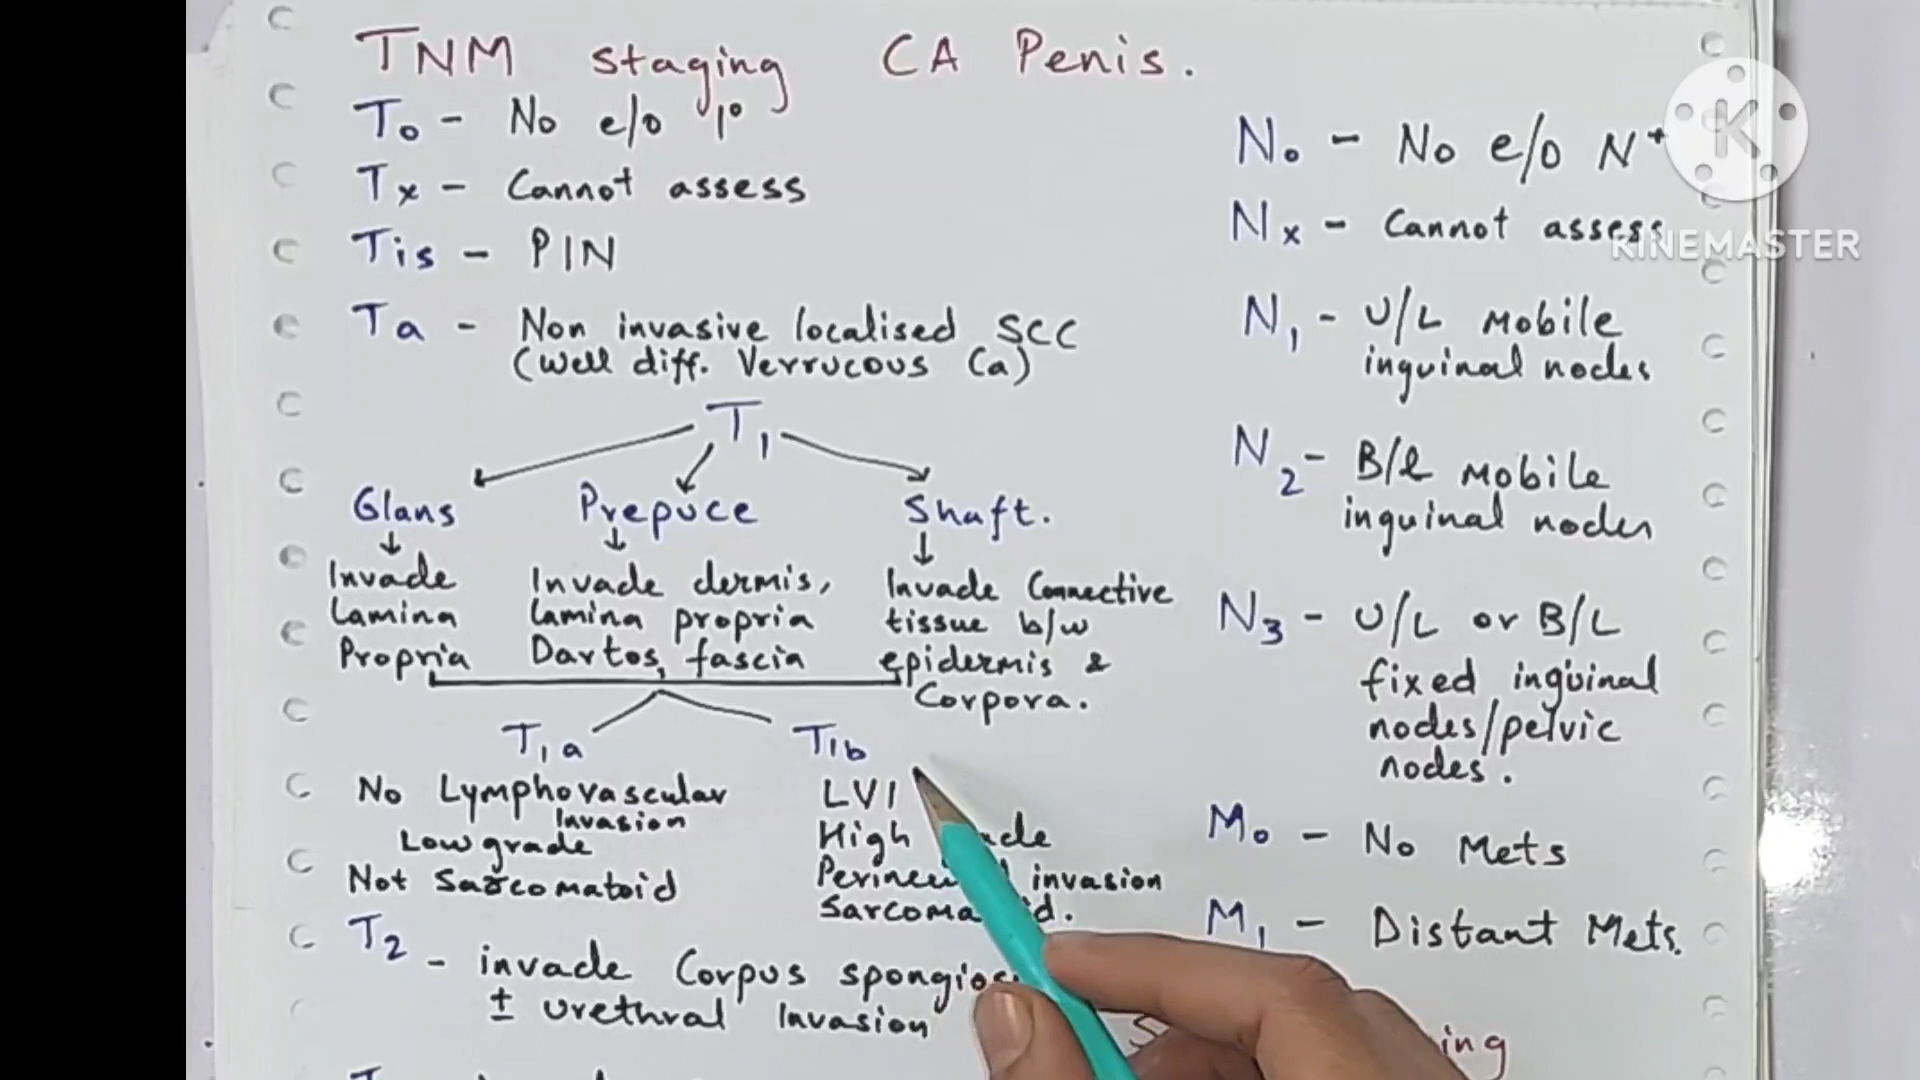 TNM staging CA Penis.
T0 - No e/o 1°
Tx - Cannot assess
Tis - PIN
Ta - Non invasive localised SCC
(Well diff. Verrucous Ca)
T1
Glans
Invade
Lamina
Propria
Prepuce
Invade dermis,
Lamina propria
Dartos, fascia
Shaft.
Invade Connective
tissue b/w
epidermis &
Corpora.
T1a
No Lymphovascular
Invasion
Low grade
Not Sarcomatoid
T1b
LVI
High
Perineural invasion
Sarcomatoid.
T2 - invade Corpus
± urethral Invasion
N0 - No e/o N+
Nx - Cannot assess
N1 - U/L Mobile
inguinal nodes
N2 - B/L Mobile
inguinal nodes
N3 - U/L or B/L
fixed inguinal
nodes/pelvic
nodes.
M0 - No Mets
M1 - Distant Mets.
K
KINEMASTER